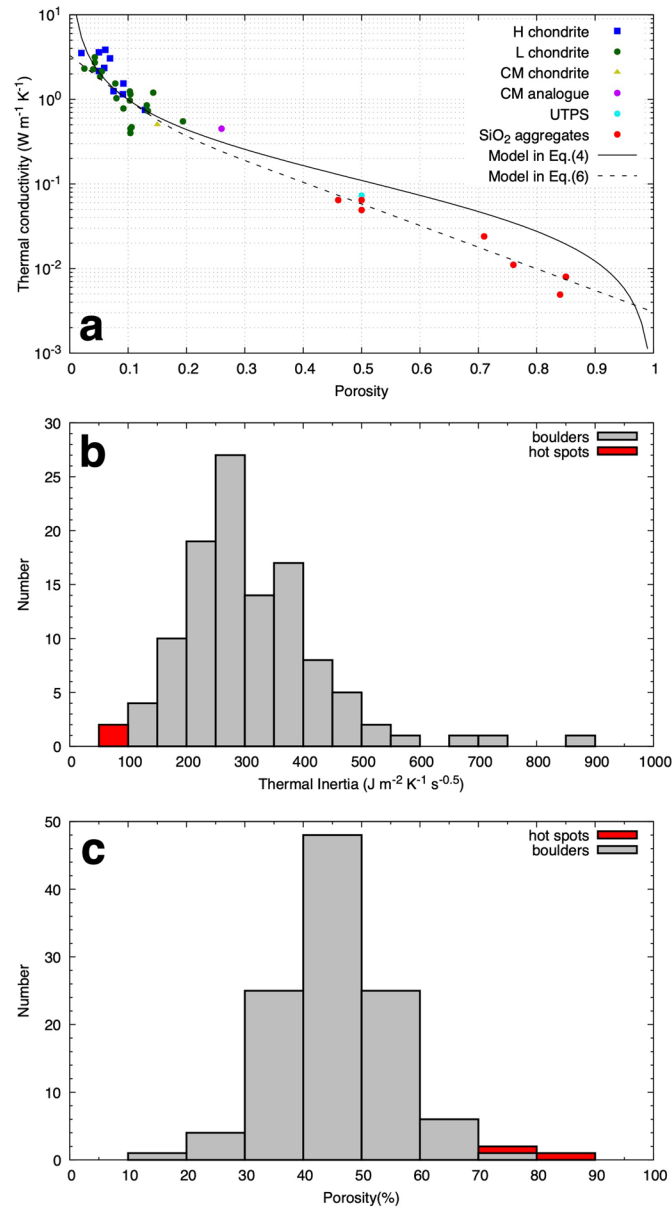 10¹
10⁰
10⁻¹
10⁻²
10⁻³
Thermal conductivity (W m⁻¹ K⁻¹)
H chondrite
L chondrite
CM chondrite
CM analogue
UTPS
SiO₂ aggregates
Model in Eq.(4)
Model in Eq.(6)
a
0 0.1 0.2 0.3 0.4 0.5 0.6 0.7 0.8 0.9 1
Porosity
30
25
20
15
10
5
0
Number
b
boulders
hot spots
0 100 200 300 400 500 600 700 800 900 1000
Thermal Inertia (J m⁻² K⁻¹ s⁻⁰·⁵)
50
40
30
20
10
0
Number
c
hot spots
boulders
0 10 20 30 40 50 60 70 80 90 100
Porosity(%)